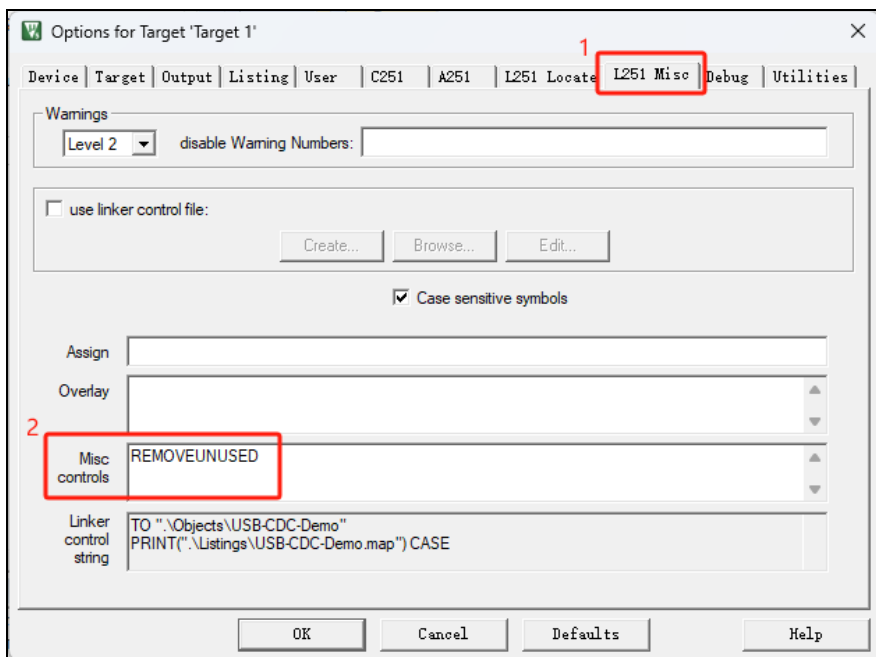 Options for Target 'Target 1'
1
Device Target Output Listing User C251 A251 L251 Locate L251 Misc Debug Utilities
Warnings
Level 2 disable Warning Numbers:
use linker control file:
Create... Browse... Edit...
Case sensitive symbols
Assign
Overlay
2
Misc controls
REMOVEUNUSED
Linker control string
TO ".\Objects\USB-CDC-Demo"
PRINT(".\Listings\USB-CDC-Demo.map") CASE
OK Cancel Defaults Help